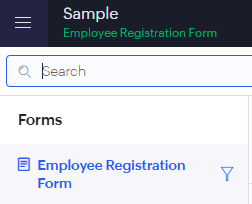 Sample
Employee Registration Form
Search
Forms
Employee Registration
Form